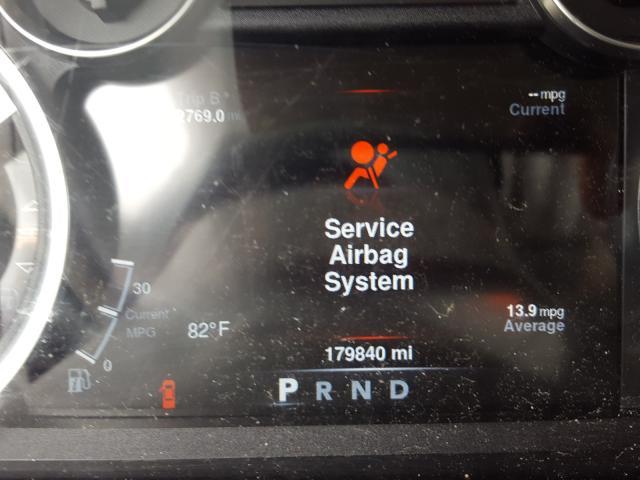 Trip B
2769.0 mi
-- mpg
Current
Service
Airbag
System
30
Current
MPG
0
82°F
13.9 mpg
Average
179840 mi
P R N D